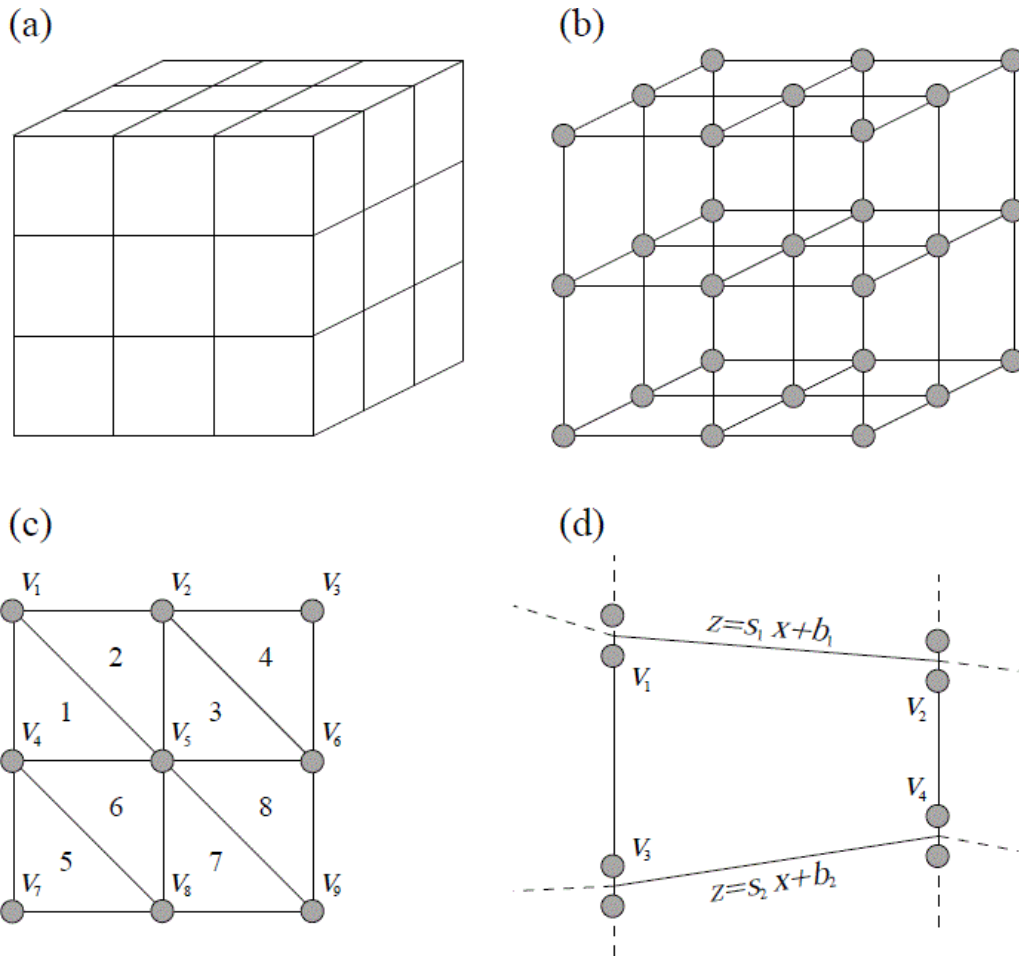 (a)
(b)
(c)
V₁ V₂ V₃
2 4
1 3
V₄ V₅ V₆
6 8
5 7
V₇ V₈ V₉
(d)
z=s₁ x+b₁
V₁
V₂
V₄
V₃
z=s₂ x+b₂